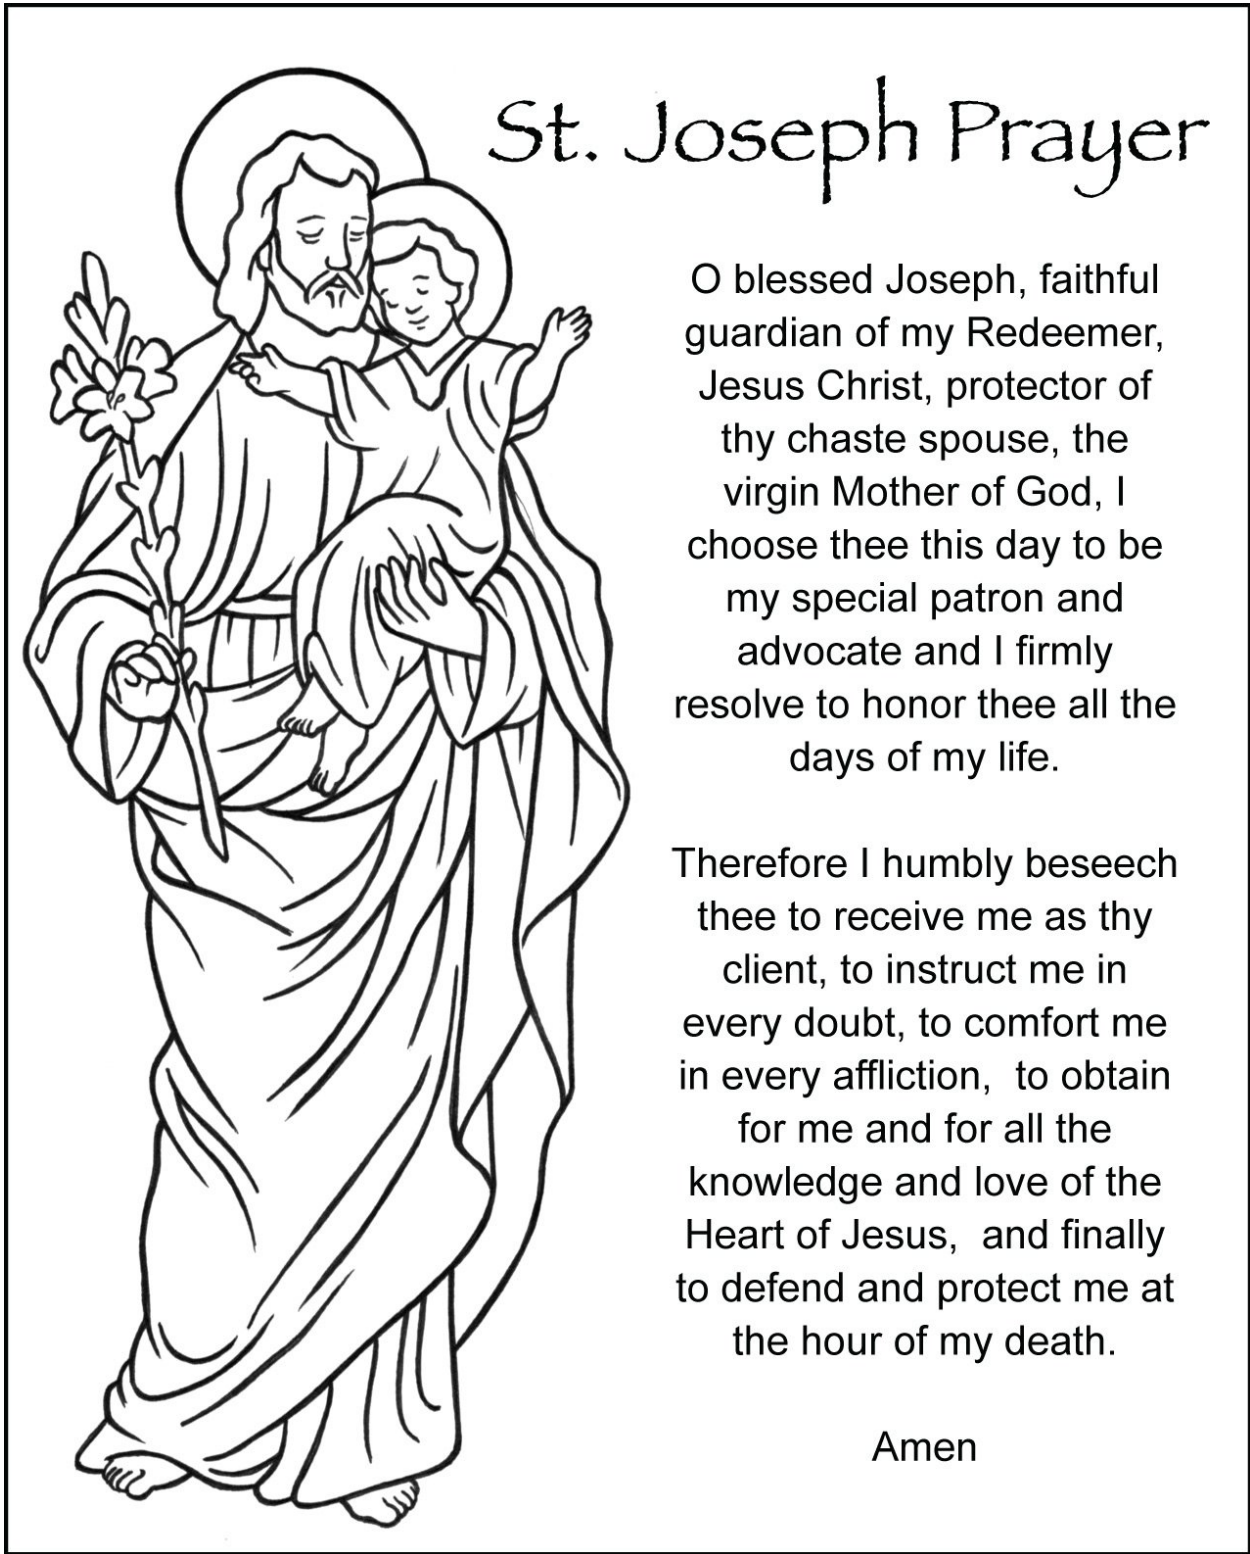 St. Joseph Prayer
O blessed Joseph, faithful
guardian of my Redeemer,
Jesus Christ, protector of
thy chaste spouse, the
virgin Mother of God, I
choose thee this day to be
my special patron and
advocate and I firmly
resolve to honor thee all the
days of my life.
Therefore I humbly beseech
thee to receive me as thy
client, to instruct me in
every doubt, to comfort me
in every affliction,  to obtain
for me and for all the
knowledge and love of the
Heart of Jesus,  and finally
to defend and protect me at
the hour of my death.
Amen